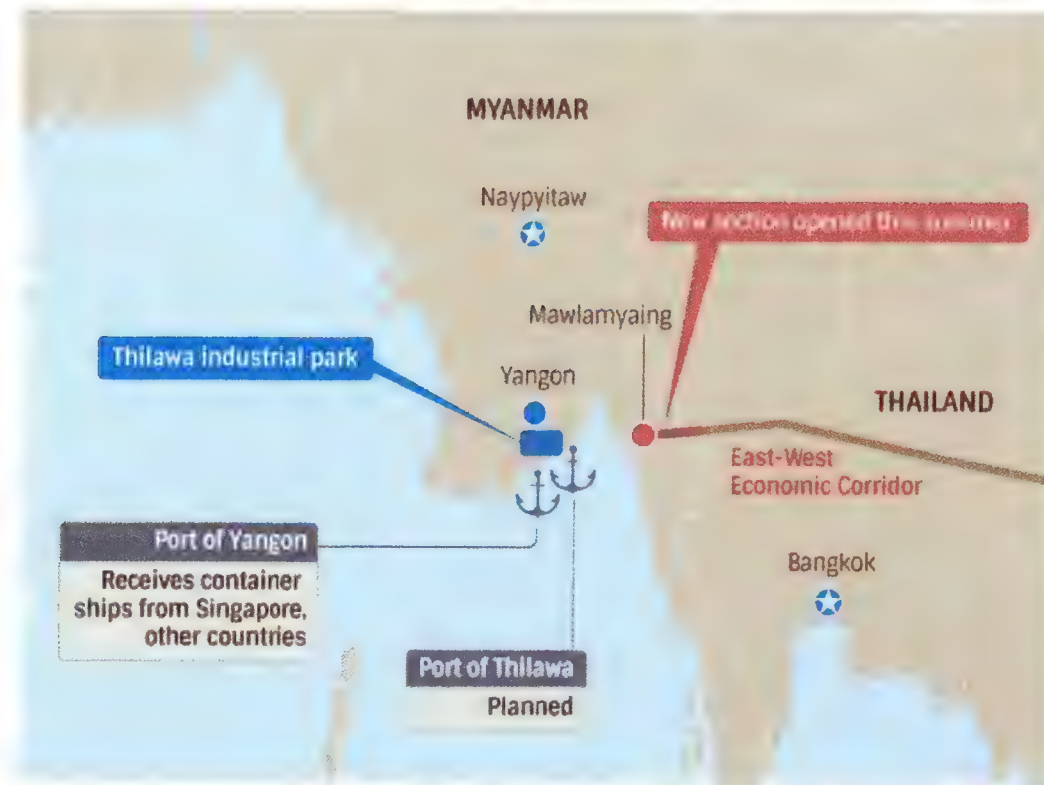 MYANMAR
Naypyitaw
New section opened this summer
Mawlamyaing
Thilawa industrial park
Yangon
THAILAND
East-West
Economic Corridor
Port of Yangon
Receives container
ships from Singapore,
other countries
Bangkok
Port of Thilawa
Planned